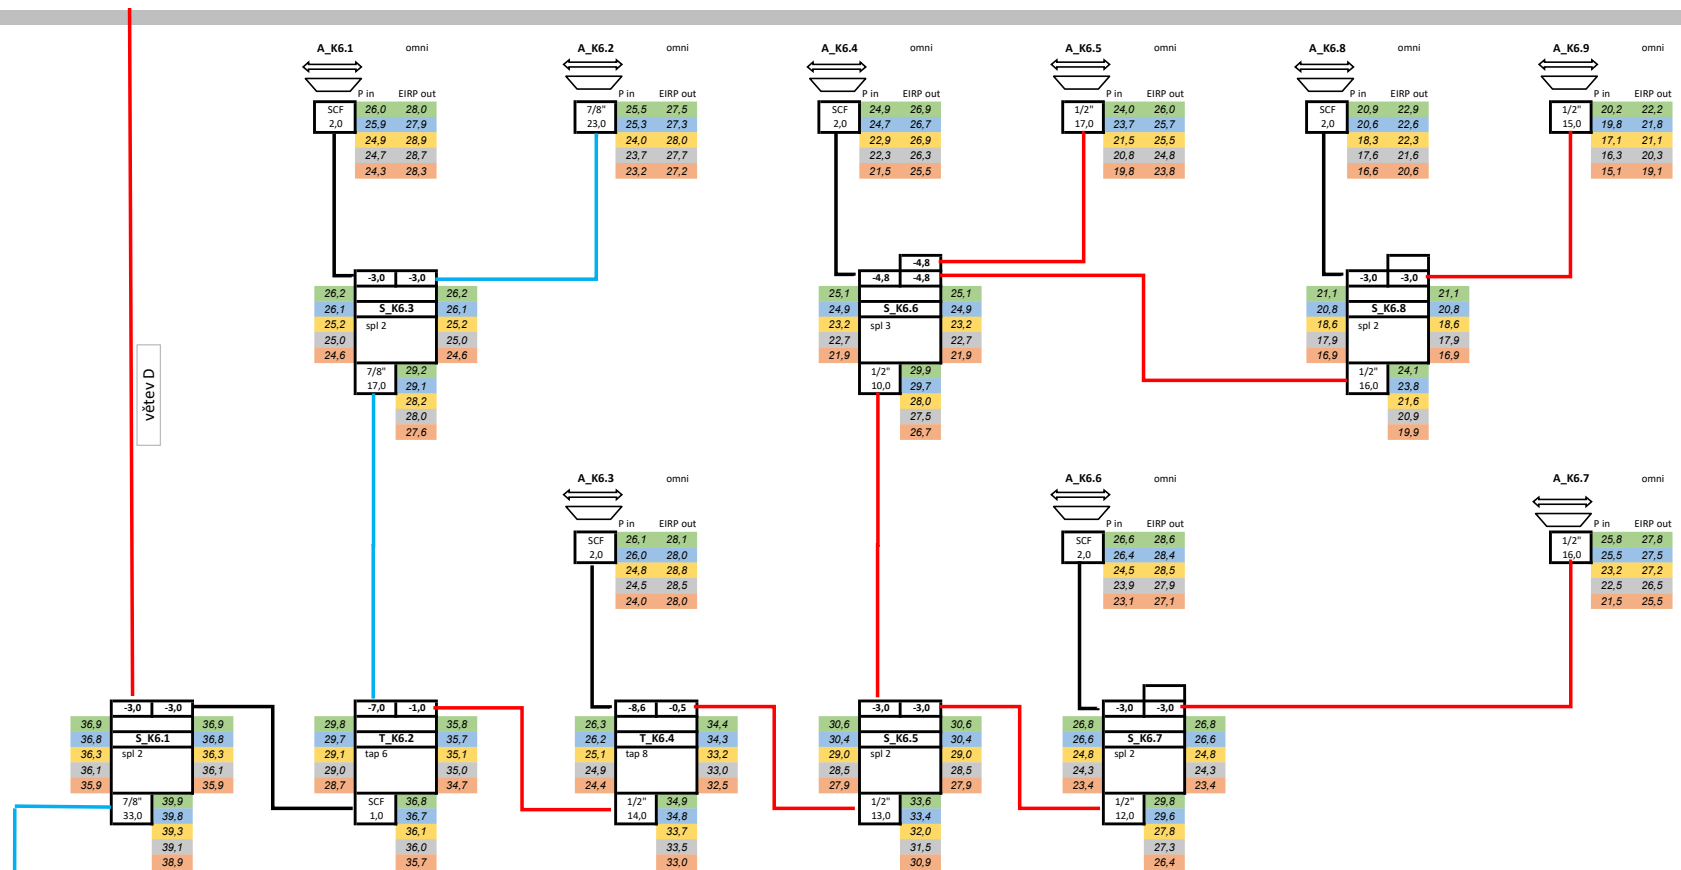 A_K6.1 omni A_K6.2 omni A_K6.4 omni A_K6.5 omni A_K6.8 omni A_K6.9 omni
P in EIRP out P in EIRP out P in EIRP out P in EIRP out P in EIRP out P in EIRP out
SCF 26,0 28,0 7/8" 25,5 27,5 SCF 24,9 26,9 1/2" 24,0 26,0 SCF 20,9 22,9 1/2" 20,2 22,2
2,0 25,9 27,9 23,0 25,3 27,3 2,0 24,7 26,7 17,0 23,7 25,7 2,0 20,6 22,6 15,0 19,8 21,8
24,9 28,9 24,0 28,0 22,9 26,9 21,5 25,5 18,3 22,3 17,1 21,1
24,7 28,7 23,7 27,7 22,3 26,3 20,8 24,8 17,6 21,6 16,3 20,3
24,3 28,3 23,2 27,2 21,5 25,5 19,8 23,8 16,6 20,6 15,1 19,1
-4,8
-3,0 -3,0 -4,8 -4,8 -3,0 -3,0
26,2 26,2 25,1 25,1 21,1 21,1
26,1 S_K6.3 26,1 24,9 S_K6.6 24,9 20,8 S_K6.8 20,8
25,2 spl 2 25,2 23,2 spl 3 23,2 18,6 spl 2 18,6
25,0 25,0 22,7 22,7 17,9 17,9
24,6 24,6 21,9 21,9 16,9 16,9
7/8" 29,2 1/2" 29,9 1/2" 24,1
17,0 29,1 10,0 29,7 16,0 23,8
28,2 28,0 21,6
28,0 27,5 20,9
27,6 26,7 19,9
větev D
A_K6.3 omni A_K6.6 omni A_K6.7 omni
P in EIRP out P in EIRP out P in EIRP out
SCF 26,1 28,1 SCF 26,6 28,6 1/2" 25,8 27,8
2,0 26,0 28,0 2,0 26,4 28,4 16,0 25,5 27,5
24,8 28,8 24,5 28,5 23,2 27,2
24,5 28,5 23,9 27,9 22,5 26,5
24,0 28,0 23,1 27,1 21,5 25,5
-3,0 -3,0 -7,0 -1,0 -8,6 -0,5 -3,0 -3,0 -3,0 -3,0
36,9 36,9 29,8 35,8 26,3 34,4 30,6 30,6 26,8 26,8
36,8 S_K6.1 36,8 29,7 T_K6.2 35,7 26,2 T_K6.4 34,3 30,4 S_K6.5 30,4 26,6 S_K6.7 26,6
36,3 spl 2 36,3 29,1 tap 6 35,1 25,1 tap 8 33,2 29,0 spl 2 29,0 24,8 spl 2 24,8
36,1 36,1 29,0 35,0 24,9 33,0 28,5 28,5 24,3 24,3
35,9 35,9 28,7 34,7 24,4 32,5 27,9 27,9 23,4 23,4
7/8" 39,9 SCF 36,8 1/2" 34,9 1/2" 33,6 1/2" 29,8
33,0 39,8 1,0 36,7 14,0 34,8 13,0 33,4 12,0 29,6
39,3 36,1 33,7 32,0 27,8
39,1 36,0 33,5 31,5 27,3
38,9 35,7 33,0 30,9 26,4